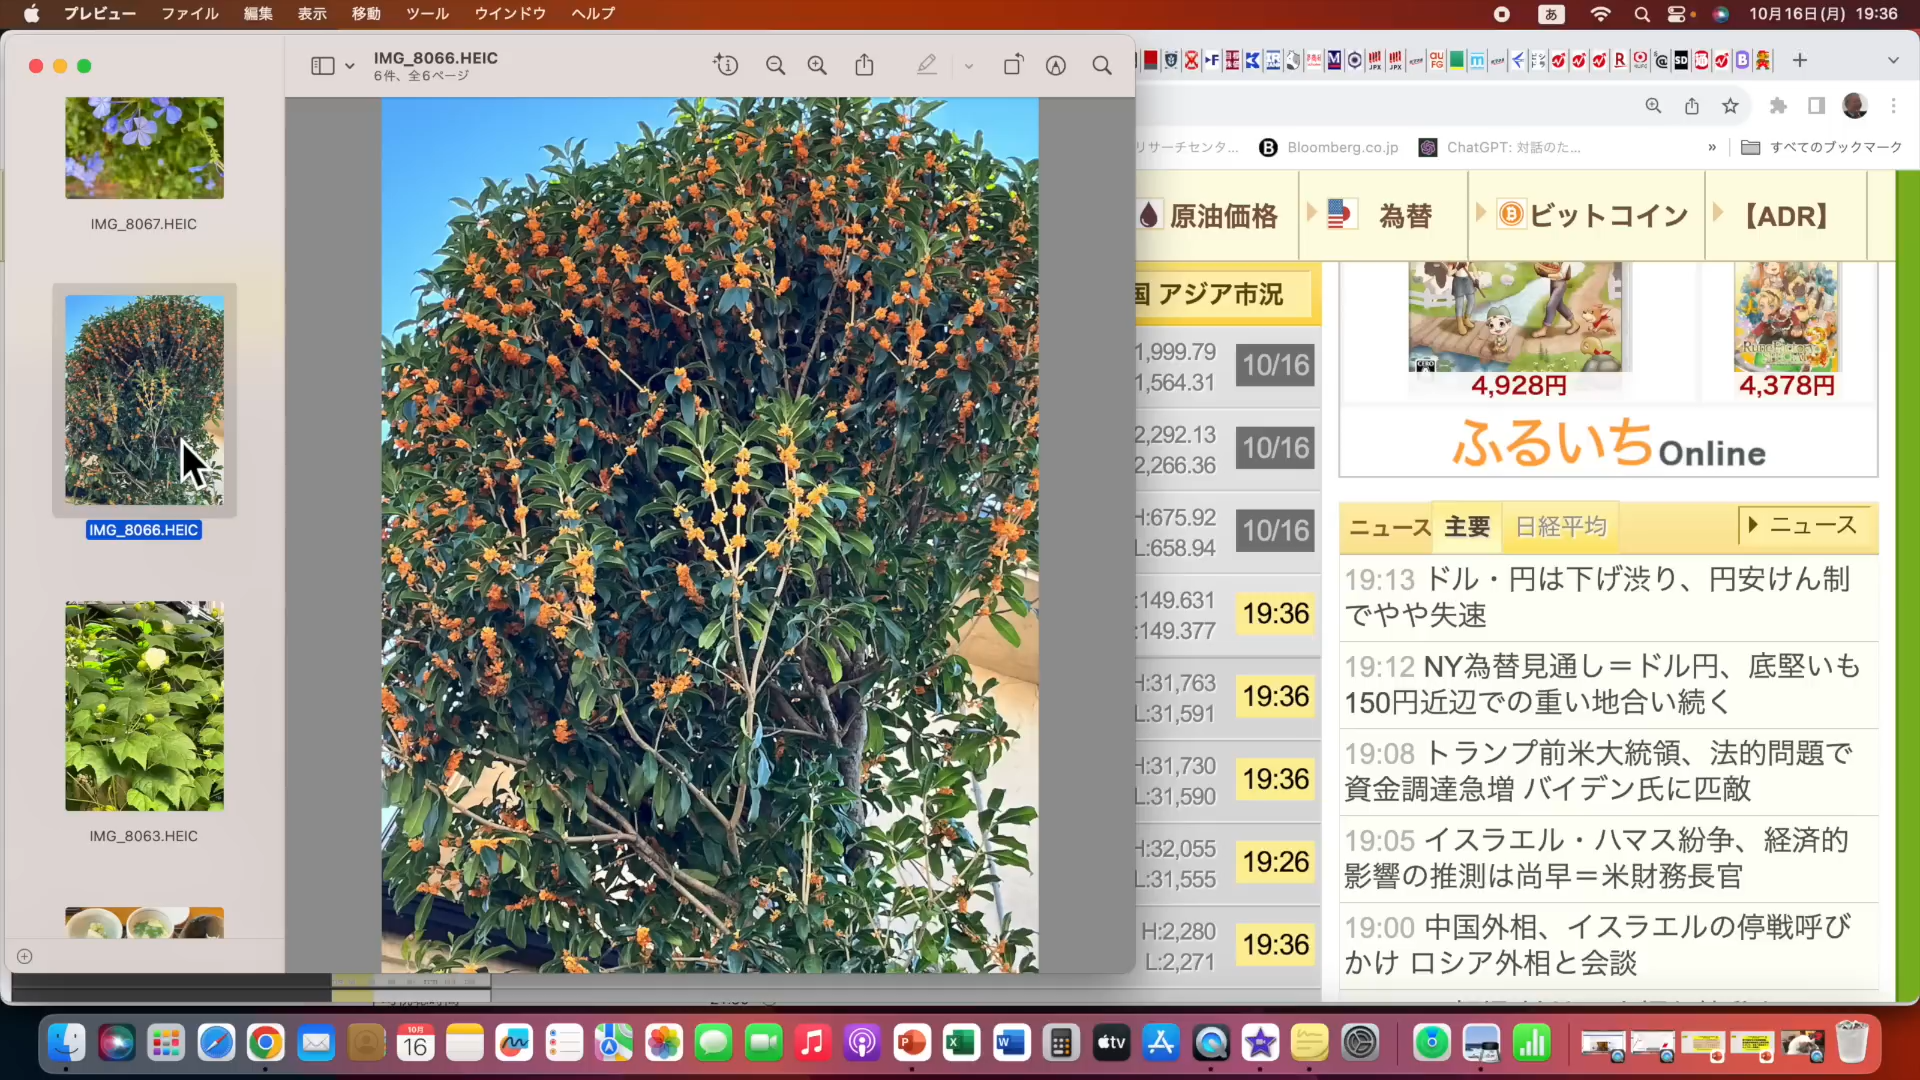 プレビュー ファイル 編集 表示 移動 ツール ウインドウ ヘルプ
あ 10月16日(月) 19:36
IMG_8066.HEIC
6件、全6ページ
IMG_8067.HEIC
IMG_8066.HEIC
IMG_8063.HEIC
リサーチセンタ... Bloomberg.co.jp ChatGPT: 対話のた... » すべてのブックマーク
原油価格 為替 ビットコイン 【ADR】
国 アジア市況
1,999.79
1,564.31
10/16
2,292.13
2,266.36
10/16
H:675.92
L:658.94
10/16
:149.631
:149.377
19:36
H:31,763
L:31,591
19:36
H:31,730
L:31,590
19:36
H:32,055
L:31,555
19:26
H:2,280
L:2,271
19:36
4,928円 4,378円
ふるいちOnline
ニュース 主要 日経平均 ニュース
19:13 ドル・円は下げ渋り、円安けん制
でやや失速
19:12 NY為替見通し＝ドル円、底堅いも
150円近辺での重い地合い続く
19:08 トランプ前米大統領、法的問題で
資金調達急増 バイデン氏に匹敵
19:05 イスラエル・ハマス紛争、経済的
影響の推測は尚早＝米財務長官
19:00 中国外相、イスラエルの停戦呼び
かけ ロシア外相と会談
10月
16
tv